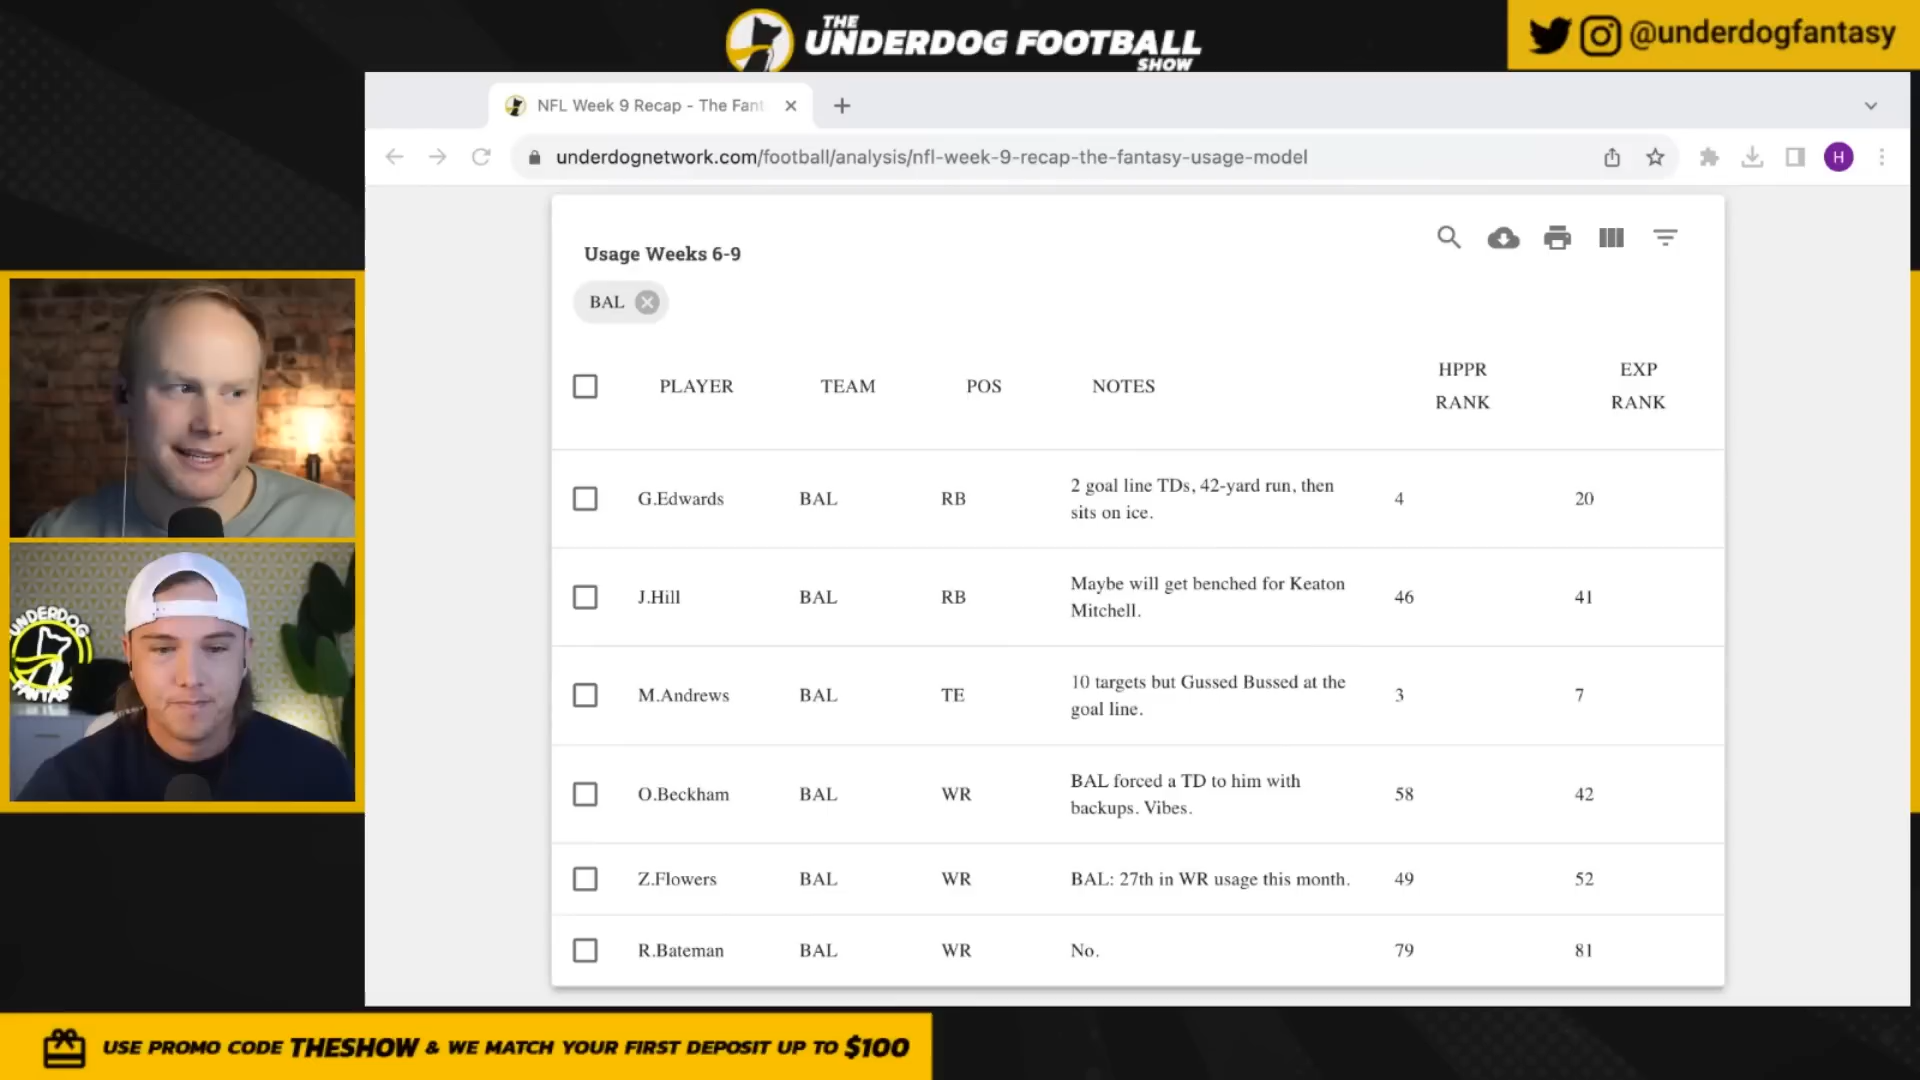 THE
UNDERDOG FOOTBALL
SHOW
@underdogfantasy
NFL Week 9 Recap - The Fant
underdognetwork.com/football/analysis/nfl-week-9-recap-the-fantasy-usage-model
H
Usage Weeks 6-9
BAL
PLAYER TEAM POS NOTES HPPR RANK EXP RANK
G.Edwards BAL RB 2 goal line TDs, 42-yard run, then 4 20
sits on ice.
J.Hill BAL RB Maybe will get benched for Keaton 46 41
Mitchell.
M.Andrews BAL TE 10 targets but Gussed Bussed at the 3 7
goal line.
O.Beckham BAL WR BAL forced a TD to him with 58 42
backups. Vibes.
Z.Flowers BAL WR BAL: 27th in WR usage this month. 49 52
R.Bateman BAL WR No. 79 81
UNDERDOG
FANTAS
USE PROMO CODE THESHOW & WE MATCH YOUR FIRST DEPOSIT UP TO $100